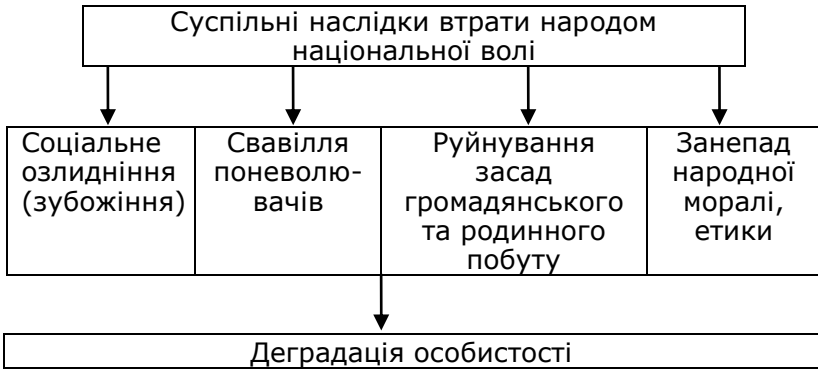 Суспільні наслідки втрати народом
національної волі
Соціальне
озлидніння
(зубожіння)
Свавілля
поневолю-
вачів
Руйнування
засад
громадянського
та родинного
побуту
Занепад
народної
моралі,
етики
Деградація особистості